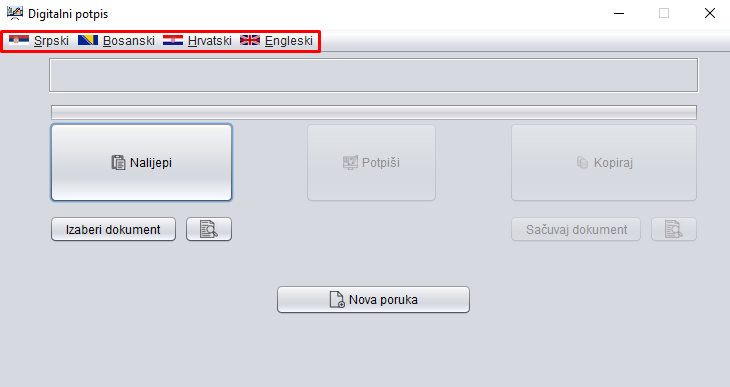 Digitalni potpis
Srpski Bosanski Hrvatski Engleski
Nalijepi Potpiši Kopiraj
Izaberi dokument Sačuvaj dokument
Nova poruka